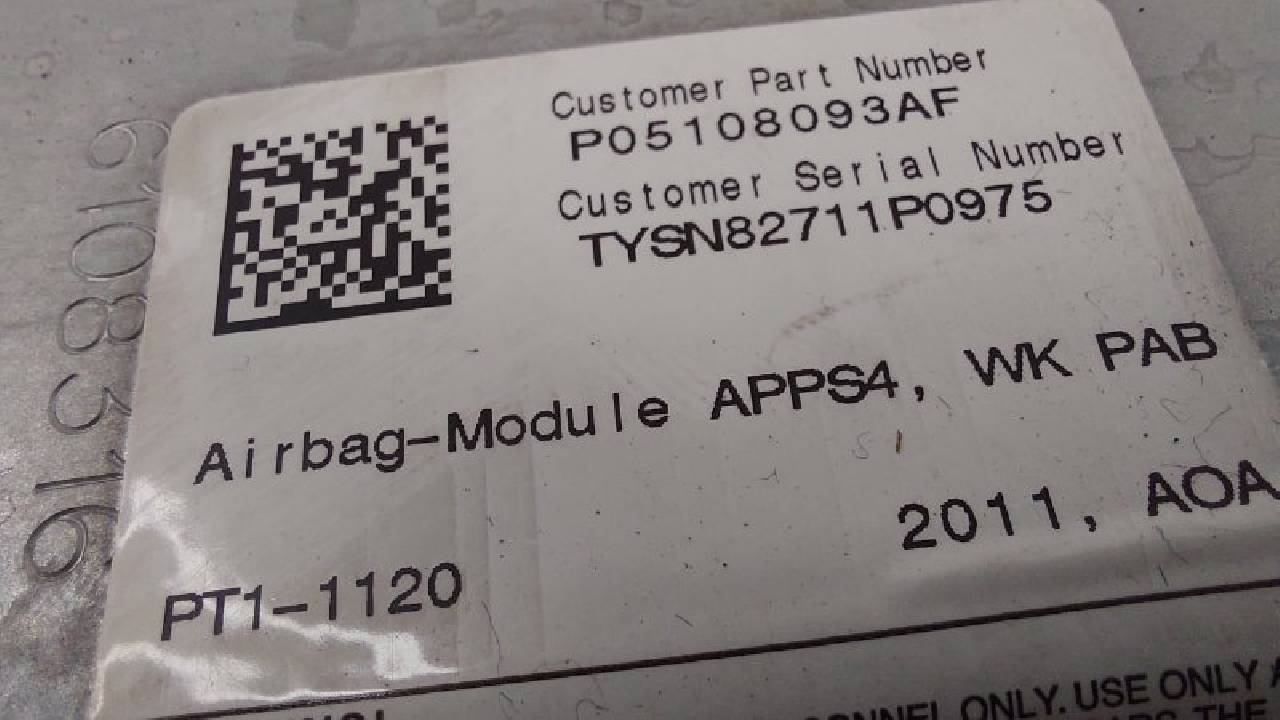 Customer Part Number
P05108093AF
Customer Serial Number
TYSN82711P0975
Airbag-Module APPS4, WK PAB
2011, AOA
PT1-1120
ONLY. USE ONLY
THE